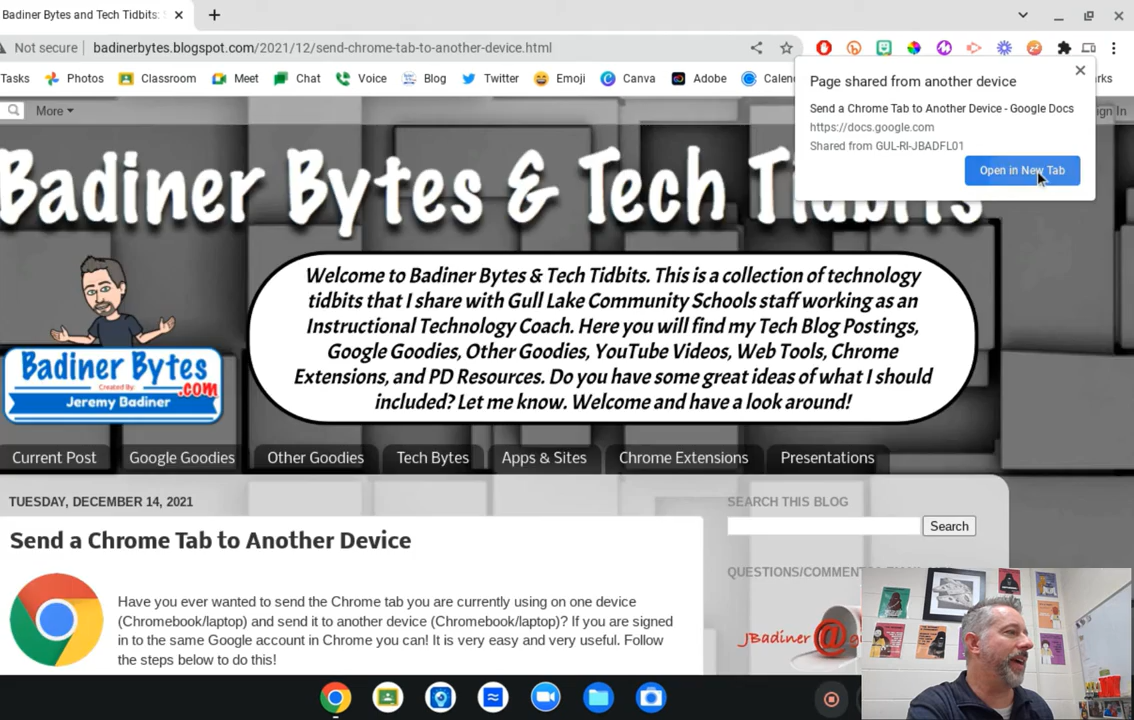 Badiner Bytes and Tech Tidbits:
Not secure badinerbytes.blogspot.com/2021/12/send-chrome-tab-to-another-device.html
Tasks Photos Classroom Meet Chat Voice Blog Twitter Emoji Canva Adobe
Page shared from another device
Send a Chrome Tab to Another Device - Google Docs
https://docs.google.com
Shared from GUL-RI-JBADFL01
Open in New Tab
More
Badiner Bytes & Tech Tidbits
Welcome to Badiner Bytes & Tech Tidbits. This is a collection of technology
tidbits that I share with Gull Lake Community Schools staff working as an
Instructional Technology Coach. Here you will find my Tech Blog Postings,
Google Goodies, Other Goodies, YouTube Videos, Web Tools, Chrome
Extensions, and PD Resources. Do you have some great ideas of what I should
included? Let me know. Welcome and have a look around!
Badiner Bytes
Created By:
.com
Jeremy Badiner
Current Post Google Goodies Other Goodies Tech Bytes Apps & Sites Chrome Extensions Presentations
TUESDAY, DECEMBER 14, 2021
Send a Chrome Tab to Another Device
Have you ever wanted to send the Chrome tab you are currently using on one device
(Chromebook/laptop) and send it to another device (Chromebook/laptop)? If you are signed
in to the same Google account in Chrome you can! It is very easy and very useful. Follow
the steps below to do this!
SEARCH THIS BLOG
Search
JBadiner@